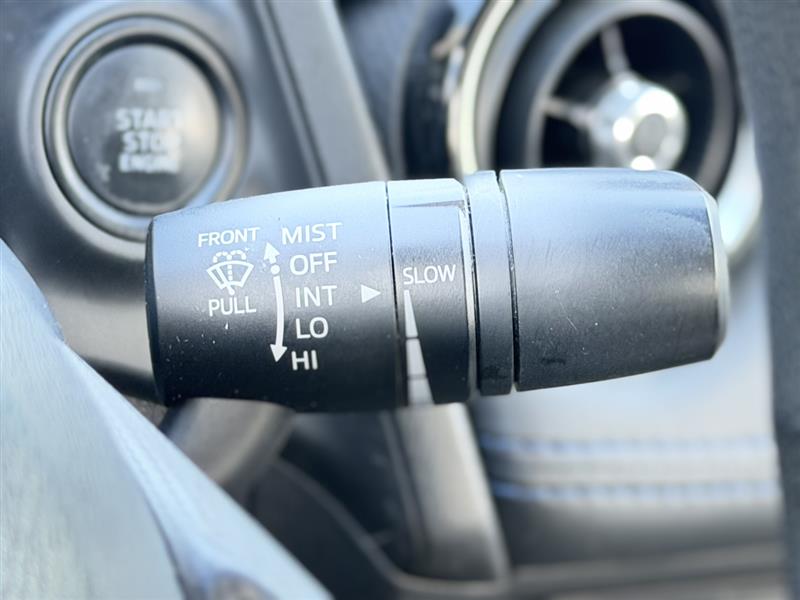 START
STOP
ENGINE
FRONT
PULL
MIST
OFF
INT
LO
HI
SLOW